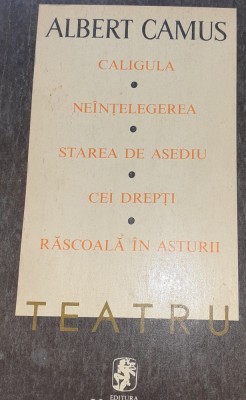 ALBERT CAMUS
CALIGULA
NEÎNȚELEGEREA
STAREA DE ASEDIU
CEI DREPȚI
RĂSCOALĂ ÎN ASTURII
TEATRU
EDITURA